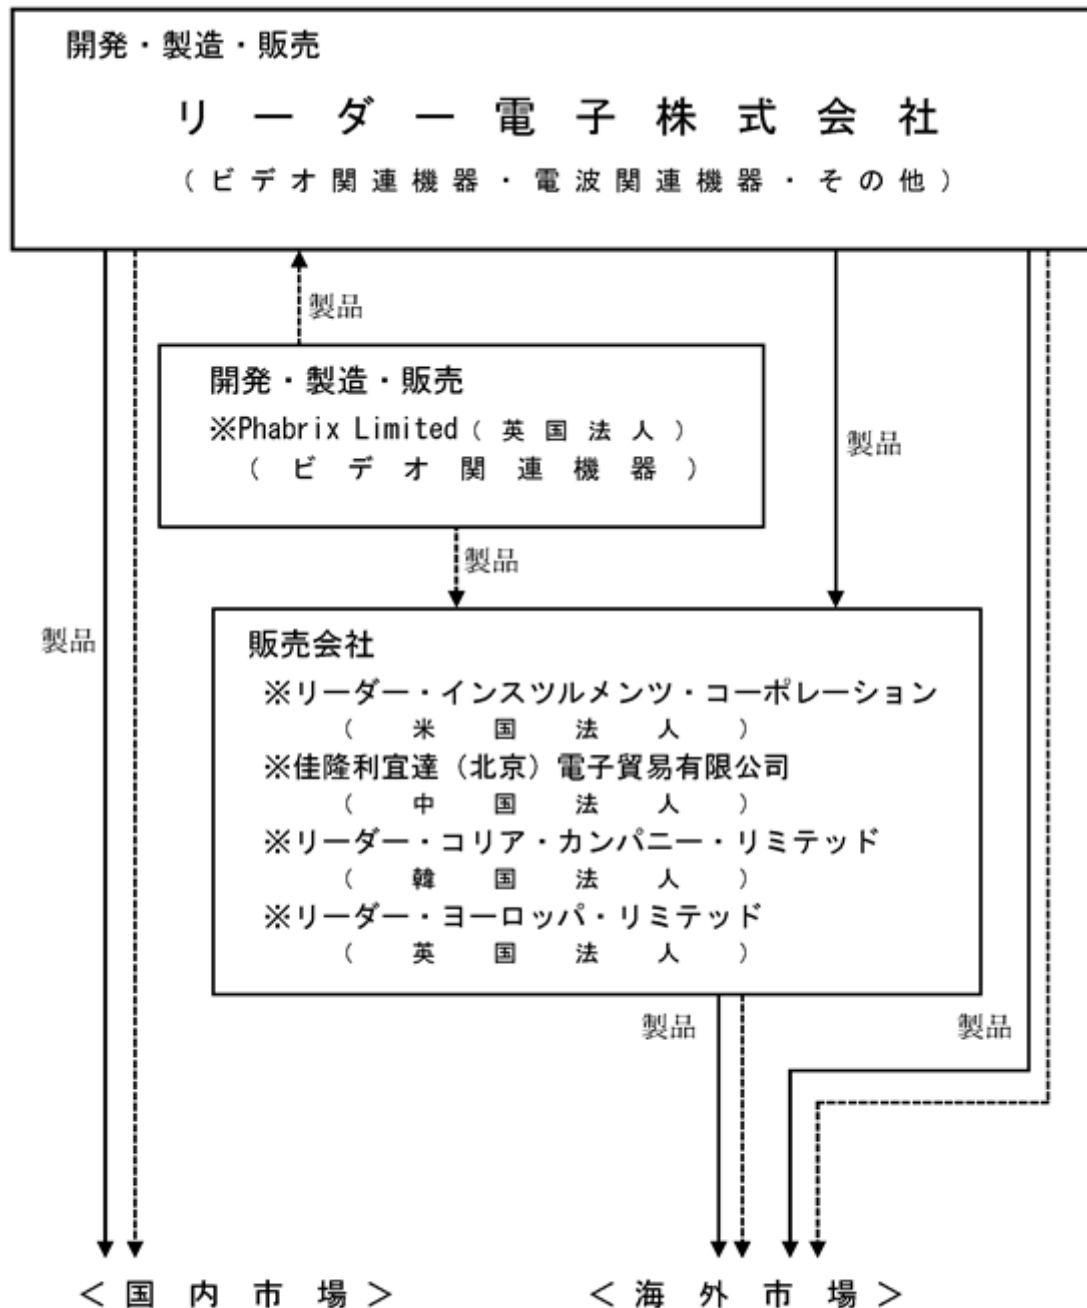 開発・製造・販売
リーダー電子株式会社
（ビデオ関連機器・電波関連機器・その他）
製品
開発・製造・販売
※Phabrix Limited（英国法人）
（ビデオ関連機器）
製品
製品
製品
販売会社
※リーダー・インスツルメンツ・コーポレーション
（米国法人）
※佳隆利宜達（北京）電子貿易有限公司
（中国法人）
※リーダー・コリア・カンパニー・リミテッド
（韓国法人）
※リーダー・ヨーロッパ・リミテッド
（英国法人）
製品
製品
＜国内市場＞
＜海外市場＞